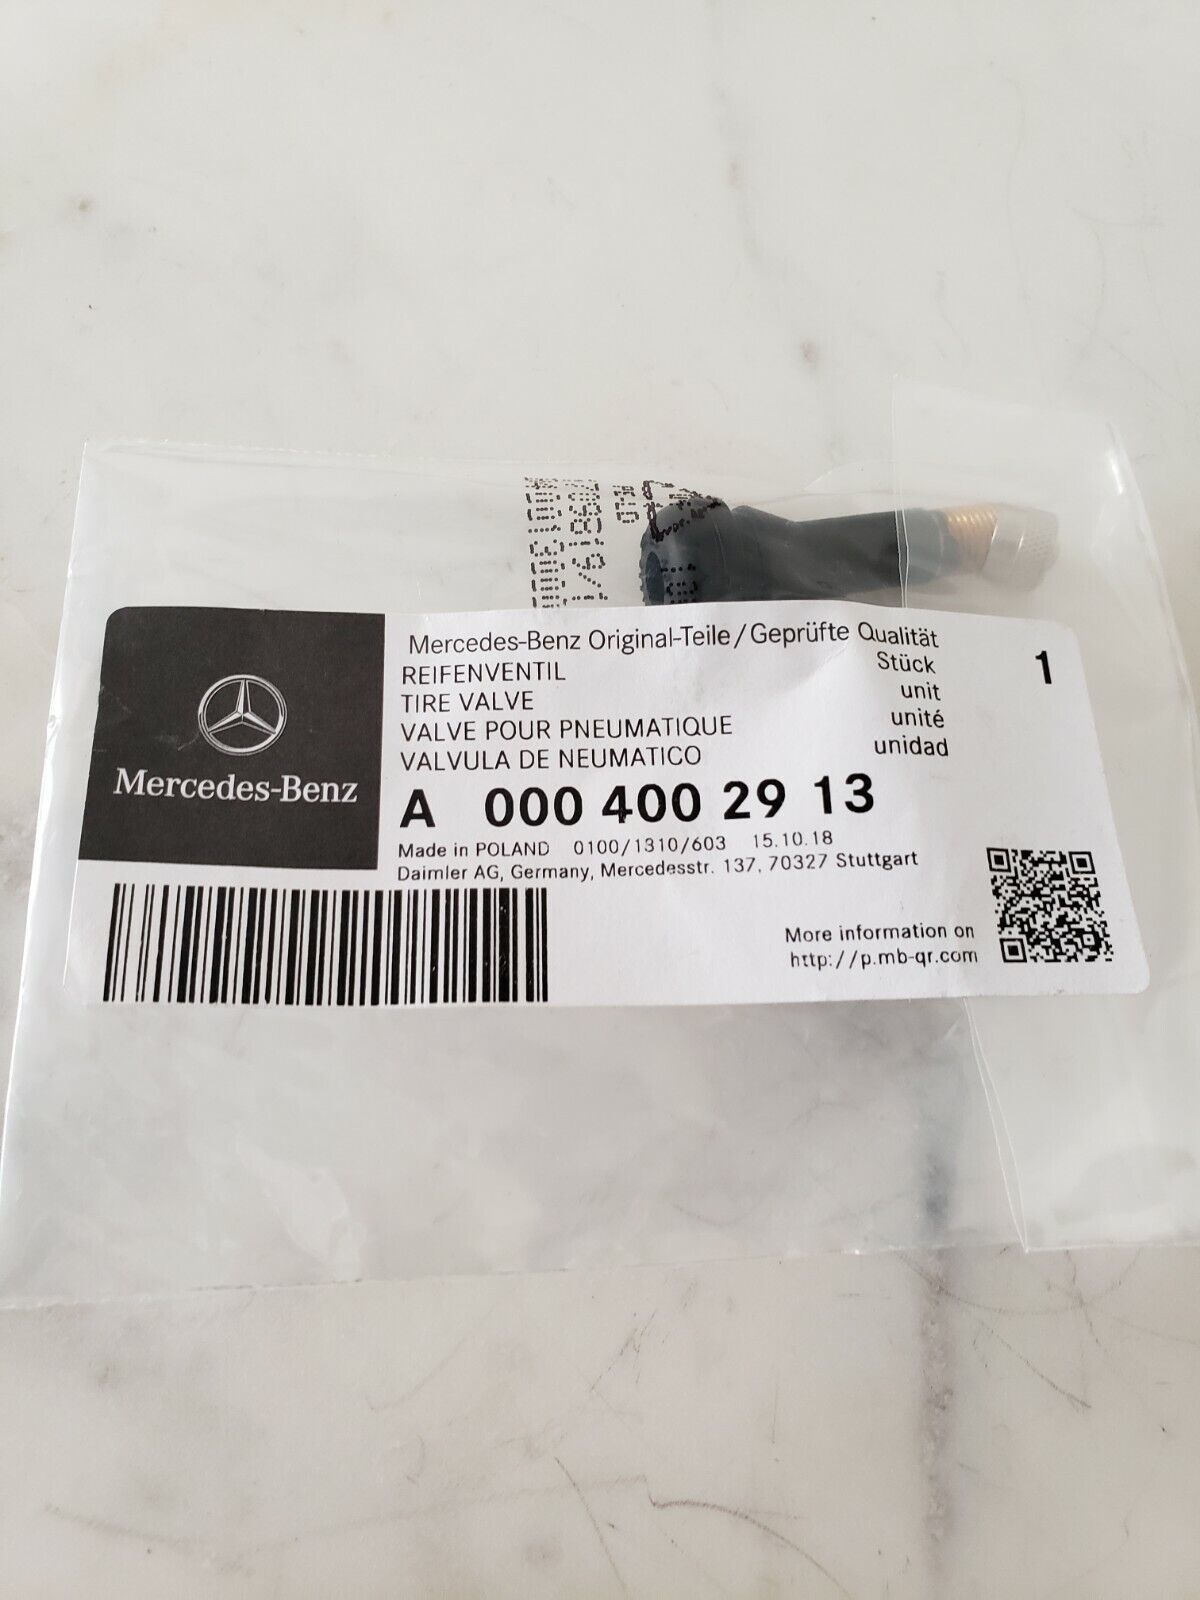 Mercedes-Benz
Mercedes-Benz Original-Teile/Geprüfte Qualität
REIFENVENTIL
Stück
1
TIRE VALVE
unit
VALVE POUR PNEUMATIQUE
unité
VALVULA DE NEUMATICO
unidad
A 000 400 29 13
Made in POLAND 0100/1310/603 15.10.18
Daimler AG, Germany, Mercedesstr. 137, 70327 Stuttgart
More information on
http://p.mb-qr.com